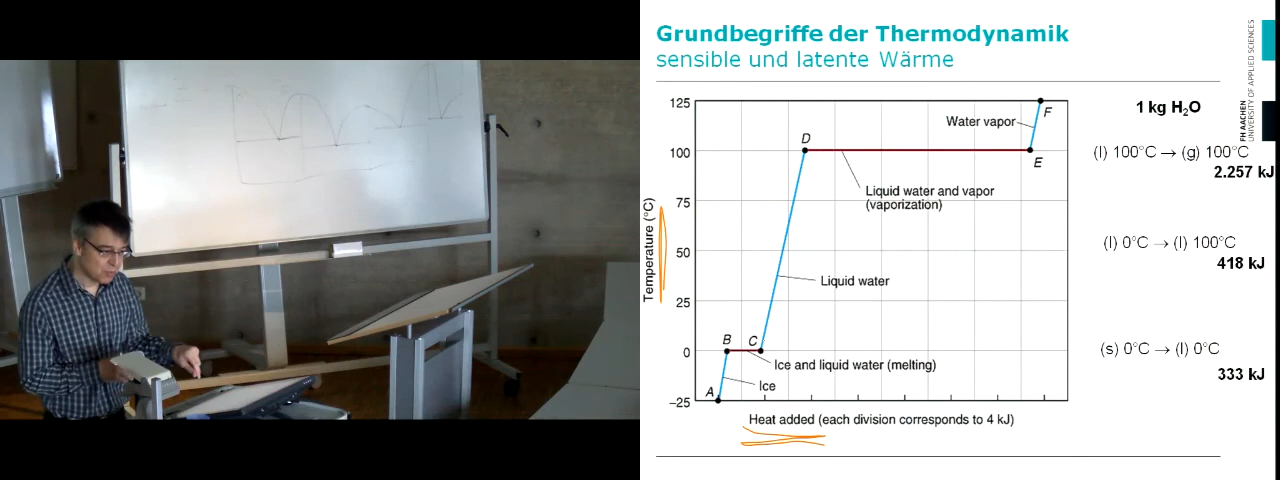 Grundbegriffe der Thermodynamik
sensible und latente Wärme
FH AACHEN
UNIVERSITY OF APPLIED SCIENCES
125
100
75
50
25
0
−25
Temperature (°C)
Water vapor
F
D
E
Liquid water and vapor
(vaporization)
Liquid water
B
C
Ice and liquid water (melting)
Ice
A
Heat added (each division corresponds to 4 kJ)
1 kg H₂O
(l) 100°C → (g) 100°C
2.257 kJ
(l) 0°C → (l) 100°C
418 kJ
(s) 0°C → (l) 0°C
333 kJ